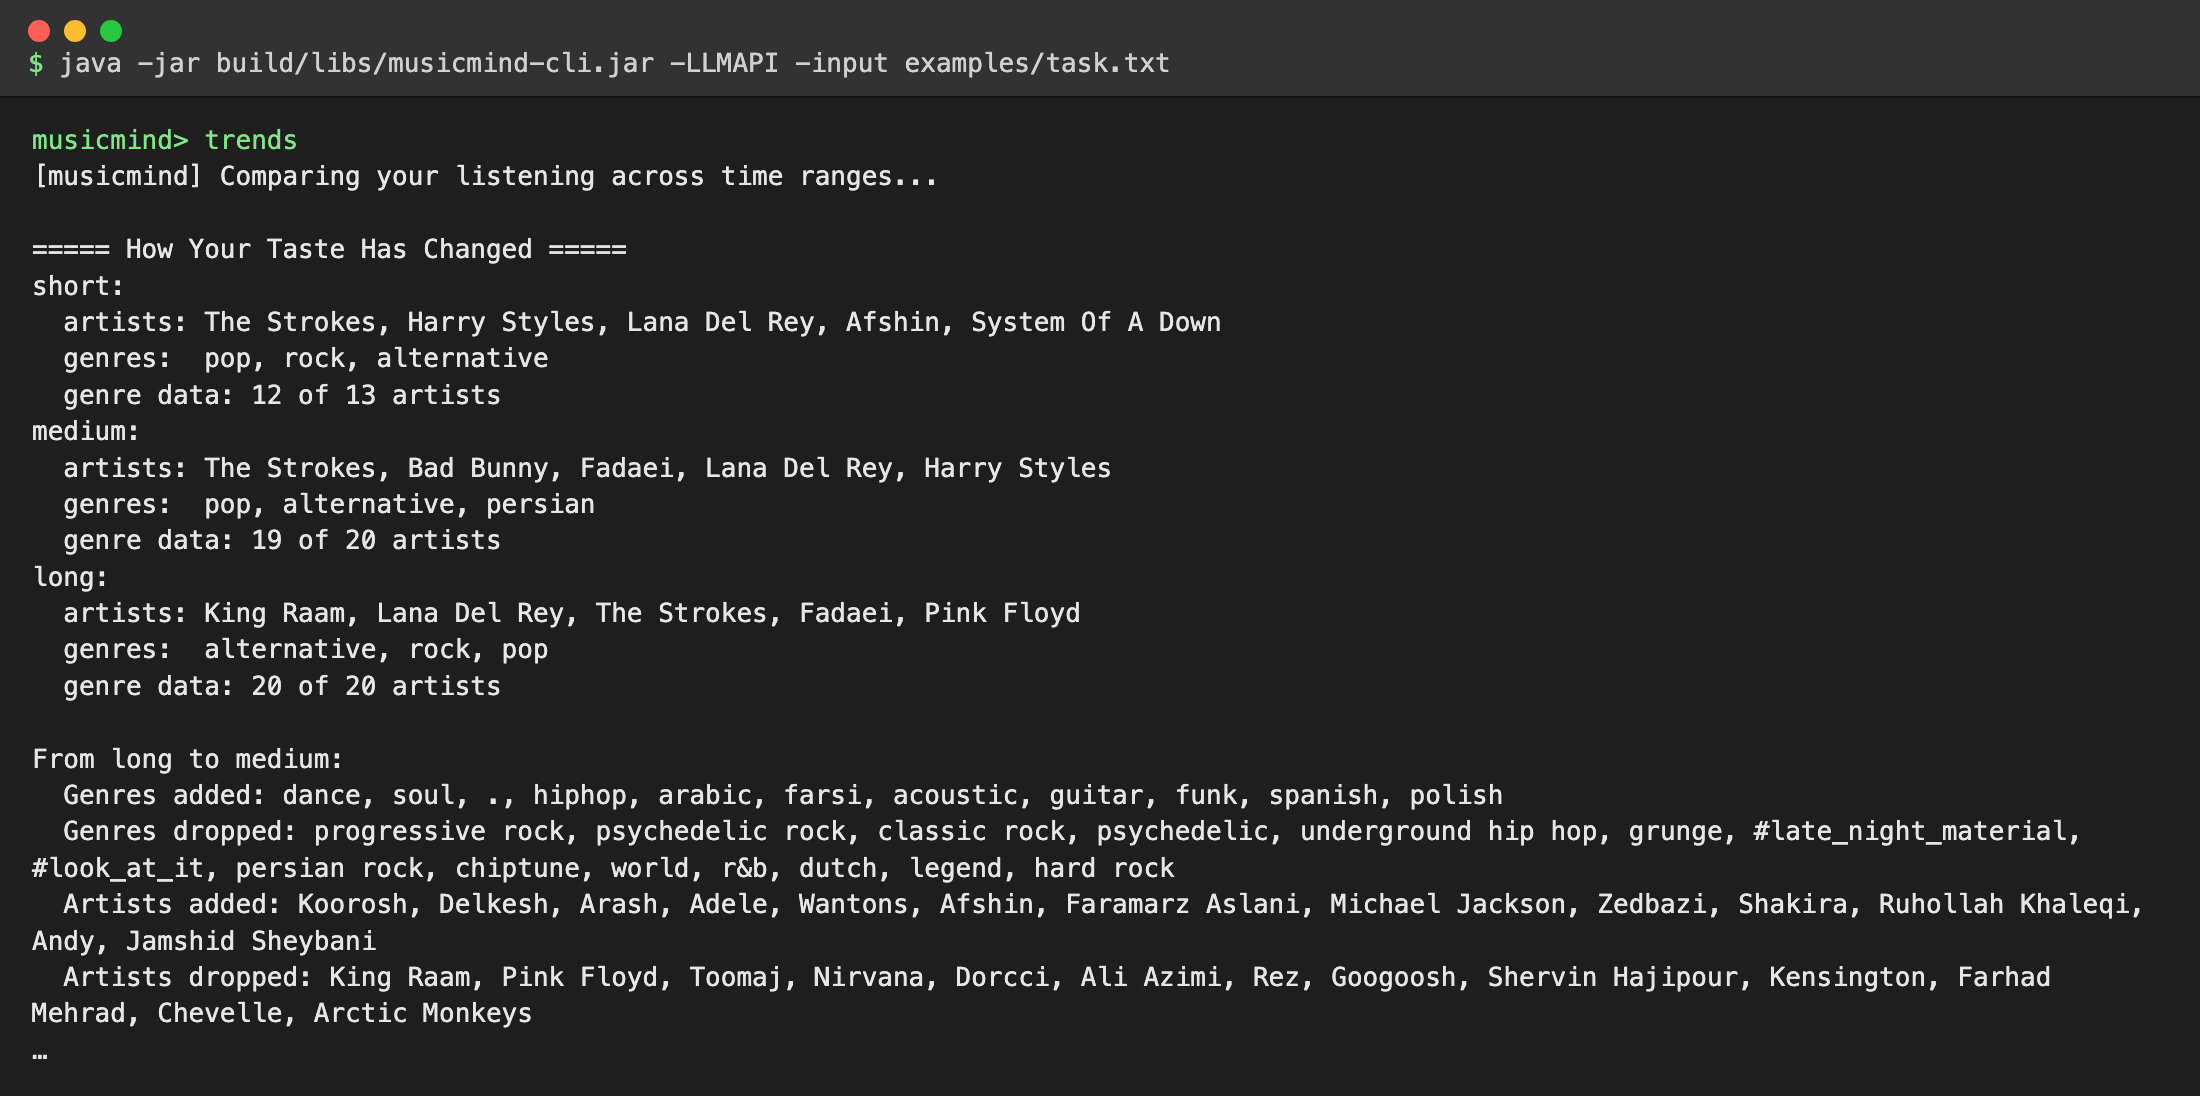 $ java -jar build/libs/musicmind-cli.jar -LLMAPI -input examples/task.txt
musicmind> trends
[musicmind] Comparing your listening across time ranges...
===== How Your Taste Has Changed =====
short:
  artists: The Strokes, Harry Styles, Lana Del Rey, Afshin, System Of A Down
  genres:  pop, rock, alternative
  genre data: 12 of 13 artists
medium:
  artists: The Strokes, Bad Bunny, Fadaei, Lana Del Rey, Harry Styles
  genres:  pop, alternative, persian
  genre data: 19 of 20 artists
long:
  artists: King Raam, Lana Del Rey, The Strokes, Fadaei, Pink Floyd
  genres:  alternative, rock, pop
  genre data: 20 of 20 artists
From long to medium:
  Genres added: dance, soul, ., hiphop, arabic, farsi, acoustic, guitar, funk, spanish, polish
  Genres dropped: progressive rock, psychedelic rock, classic rock, psychedelic, underground hip hop, grunge, #late_night_material,
#look_at_it, persian rock, chiptune, world, r&b, dutch, legend, hard rock
  Artists added: Koorosh, Delkesh, Arash, Adele, Wantons, Afshin, Faramarz Aslani, Michael Jackson, Zedbazi, Shakira, Ruhollah Khaleqi,
Andy, Jamshid Sheybani
  Artists dropped: King Raam, Pink Floyd, Toomaj, Nirvana, Dorcci, Ali Azimi, Rez, Googoosh, Shervin Hajipour, Kensington, Farhad
Mehrad, Chevelle, Arctic Monkeys
…